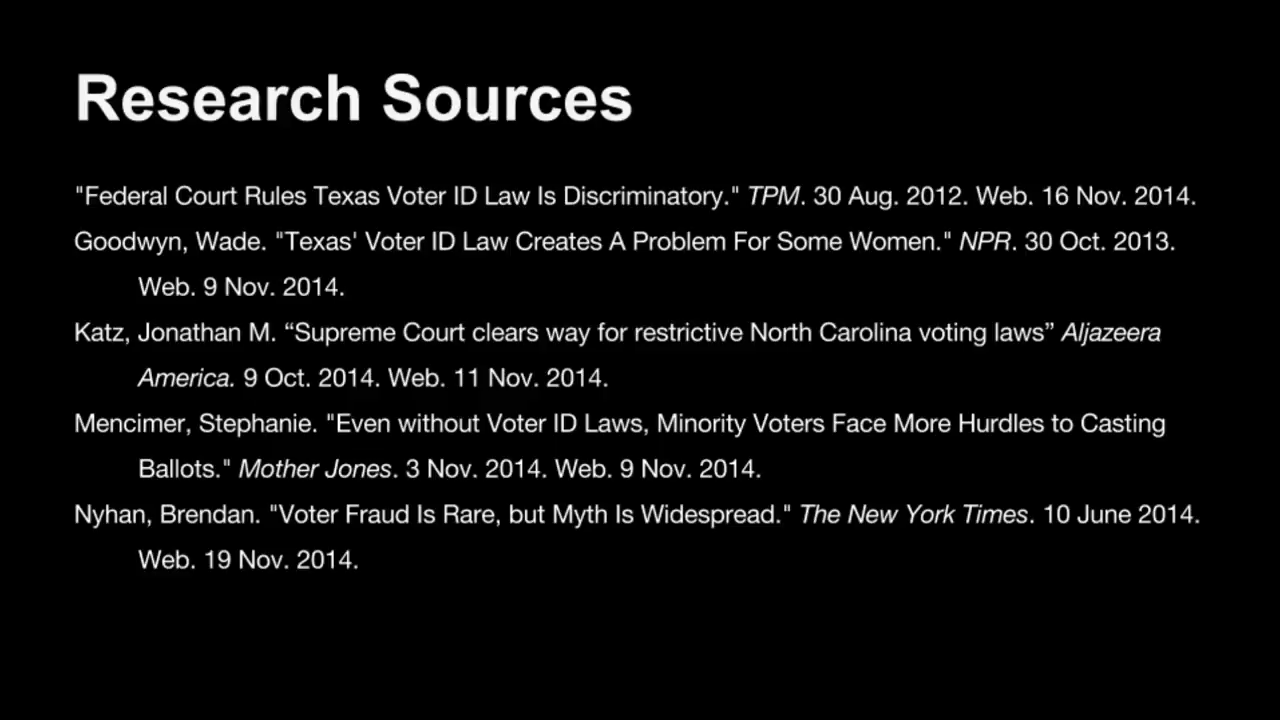 Research Sources
"Federal Court Rules Texas Voter ID Law Is Discriminatory." TPM. 30 Aug. 2012. Web. 16 Nov. 2014.
Goodwyn, Wade. "Texas' Voter ID Law Creates A Problem For Some Women." NPR. 30 Oct. 2013.
Web. 9 Nov. 2014.
Katz, Jonathan M. “Supreme Court clears way for restrictive North Carolina voting laws” Aljazeera
America. 9 Oct. 2014. Web. 11 Nov. 2014.
Mencimer, Stephanie. "Even without Voter ID Laws, Minority Voters Face More Hurdles to Casting
Ballots." Mother Jones. 3 Nov. 2014. Web. 9 Nov. 2014.
Nyhan, Brendan. "Voter Fraud Is Rare, but Myth Is Widespread." The New York Times. 10 June 2014.
Web. 19 Nov. 2014.